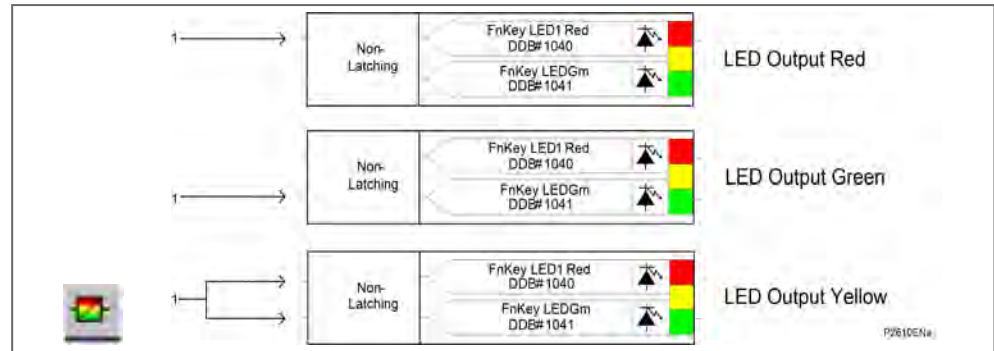 1
Non-
Latching
FnKey LED1 Red
DDB#1040
FnKey LEDGrn
DDB#1041
LED Output Red
1
Non-
Latching
FnKey LED1 Red
DDB#1040
FnKey LEDGrn
DDB#1041
LED Output Green
1
Non-
Latching
FnKey LED1 Red
DDB#1040
FnKey LEDGrn
DDB#1041
LED Output Yellow
P2610ENa